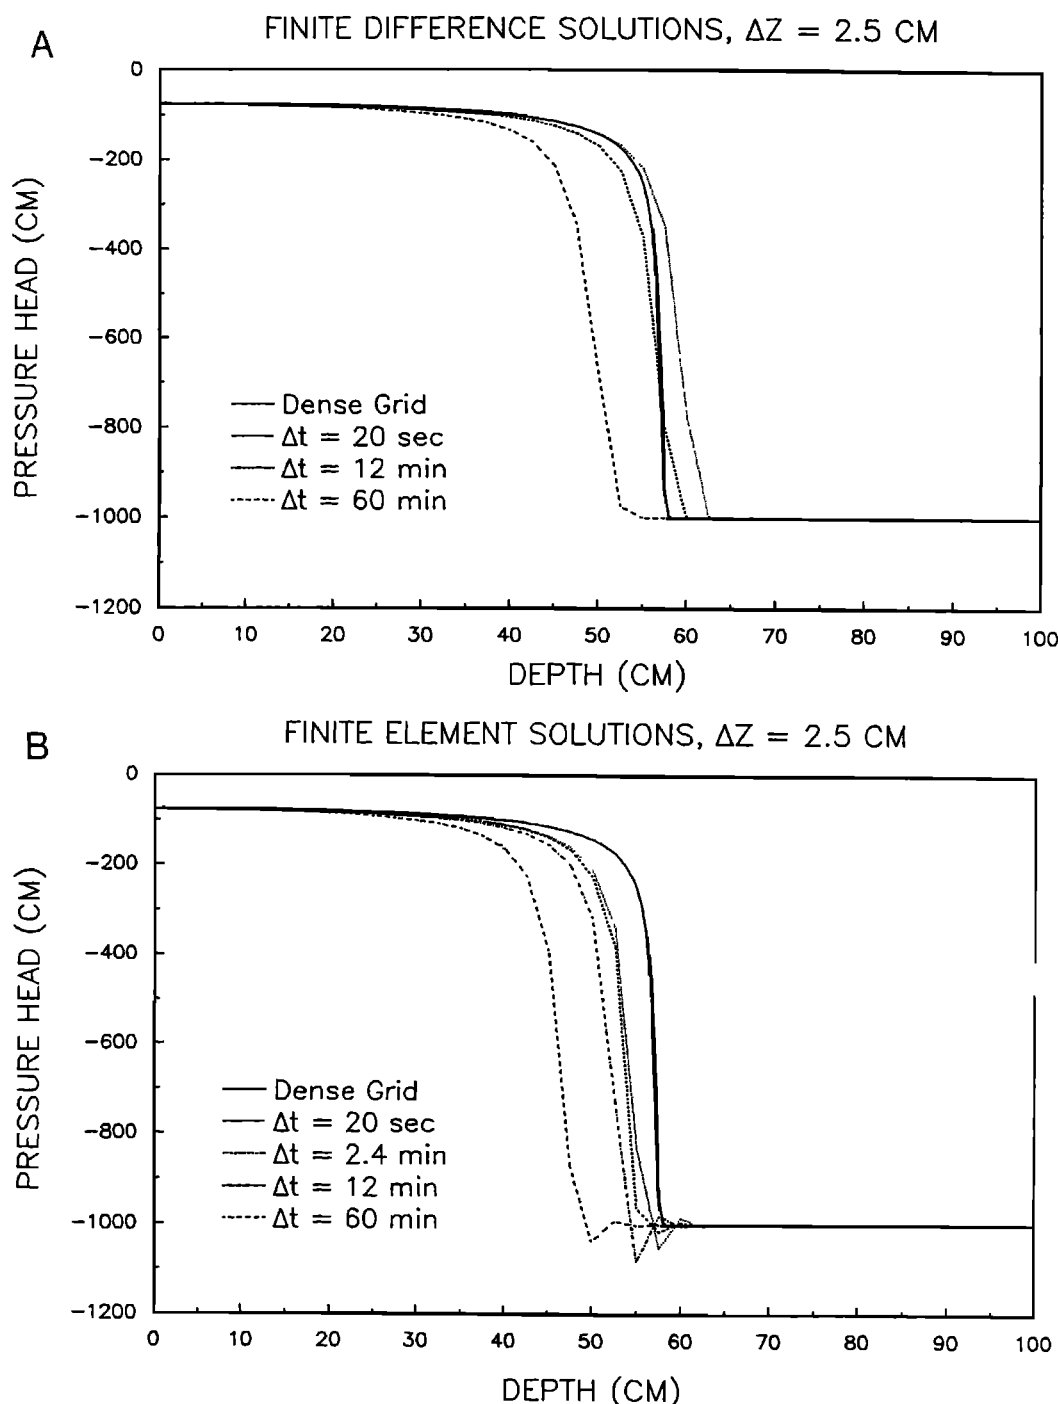 A
FINITE DIFFERENCE SOLUTIONS, ΔZ = 2.5 CM
0
−200
−400
−600
−800
−1000
−1200
PRESSURE HEAD (CM)
Dense Grid
Δt = 20 sec
Δt = 12 min
Δt = 60 min
0 10 20 30 40 50 60 70 80 90 100
DEPTH (CM)
B
FINITE ELEMENT SOLUTIONS, ΔZ = 2.5 CM
0
−200
−400
−600
−800
−1000
−1200
PRESSURE HEAD (CM)
Dense Grid
Δt = 20 sec
Δt = 2.4 min
Δt = 12 min
Δt = 60 min
0 10 20 30 40 50 60 70 80 90 100
DEPTH (CM)